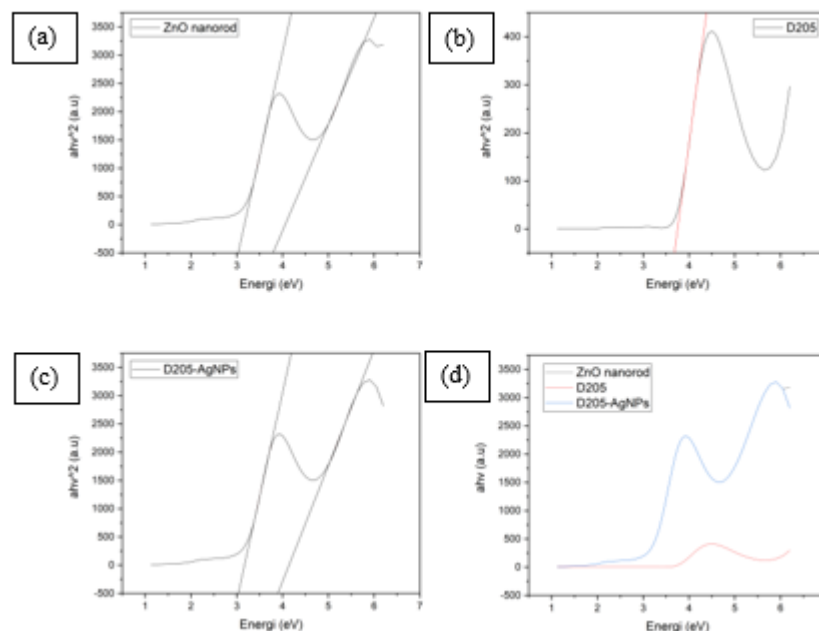 (a)
ZnO nanorod
ahv^2 (a.u)
3500
3000
2500
2000
1500
1000
500
0
-500
1 2 3 4 5 6 7
Energi (eV)
(b)
D205
ahv^2 (a.u)
400
300
200
100
0
1 2 3 4 5 6
Energi (eV)
(c)
D205-AgNPs
ahv^2 (a.u)
3500
3000
2500
2000
1500
1000
500
0
-500
1 2 3 4 5 6 7
Energi (eV)
(d)
ZnO nanorod
D205
D205-AgNPs
ahv (a.u)
3500
3000
2500
2000
1500
1000
500
0
-500
1 2 3 4 5 6 7
Energi (eV)